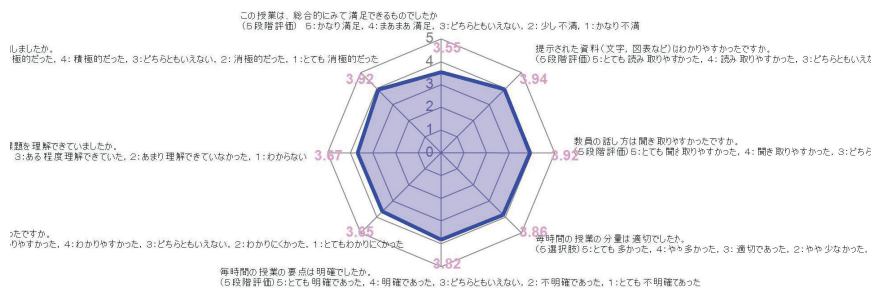 この授業は、総合的にみて満足できるものでしたか
(5段階評価) 5:かなり満足, 4:まあまあ満足, 3:どちらともいえない, 2:少し不満, 1:かなり不満
3.55
しましたか。
極的だった, 4:積極的だった, 3:どちらともいえない, 2:消極的だった, 1:とても消極的だった
3.92
提示された資料(文字, 図表など)はわかりやすかったですか。
(5段階評価)5:とても読み取りやすかった, 4:読み取りやすかった, 3:どちらともいえな
3.94
5
4
3
2
1
0
題を理解できていましたか。
3:ある程度理解できていた, 2:あまり理解できていなかった, 1:わからない
3.67
教員の話し方は聞き取りやすかったですか。
(5段階評価)5:とても聞き取りやすかった, 4:聞き取りやすかった, 3:どちら
3.92
ったですか。
りやすかった, 4:わかりやすかった, 3:どちらともいえない, 2:わかりにくかった, 1:とてもわかりにくかった
毎時間の授業の分量は適切でしたか。
(5選択肢)5:とても多かった, 4:やや多かった, 3:適切であった, 2:やや少なかった,
3.86
3.82
毎時間の授業の要点は明確でしたか。
(5段階評価)5:とても明確であった, 4:明確であった, 3:どちらともいえない, 2:不明確であった, 1:とても不明確であった